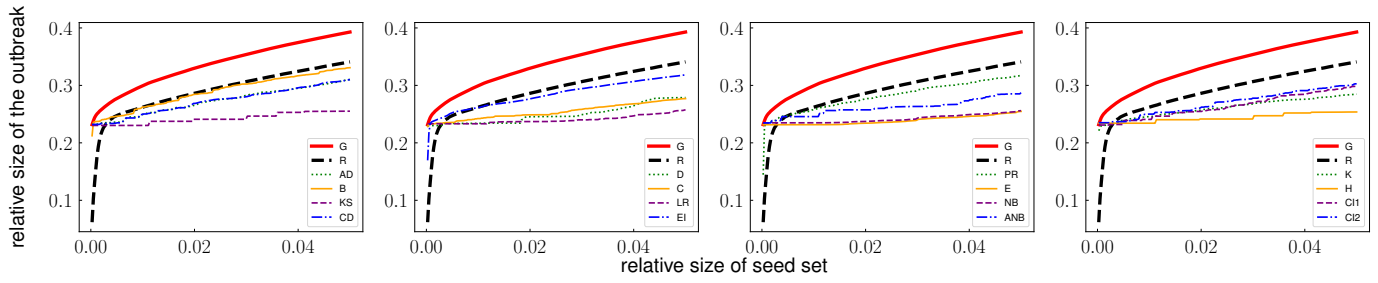 relative size of the outbreak
0.4
0.3
0.2
0.1
0.00
0.02
0.04
G
R
AD
B
KS
CD
0.4
0.3
0.2
0.1
0.00
0.02
0.04
G
R
D
C
LR
EI
0.4
0.3
0.2
0.1
0.00
0.02
0.04
G
R
PR
E
NB
ANB
0.4
0.3
0.2
0.1
0.00
0.02
0.04
G
R
K
H
CI1
CI2
relative size of seed set